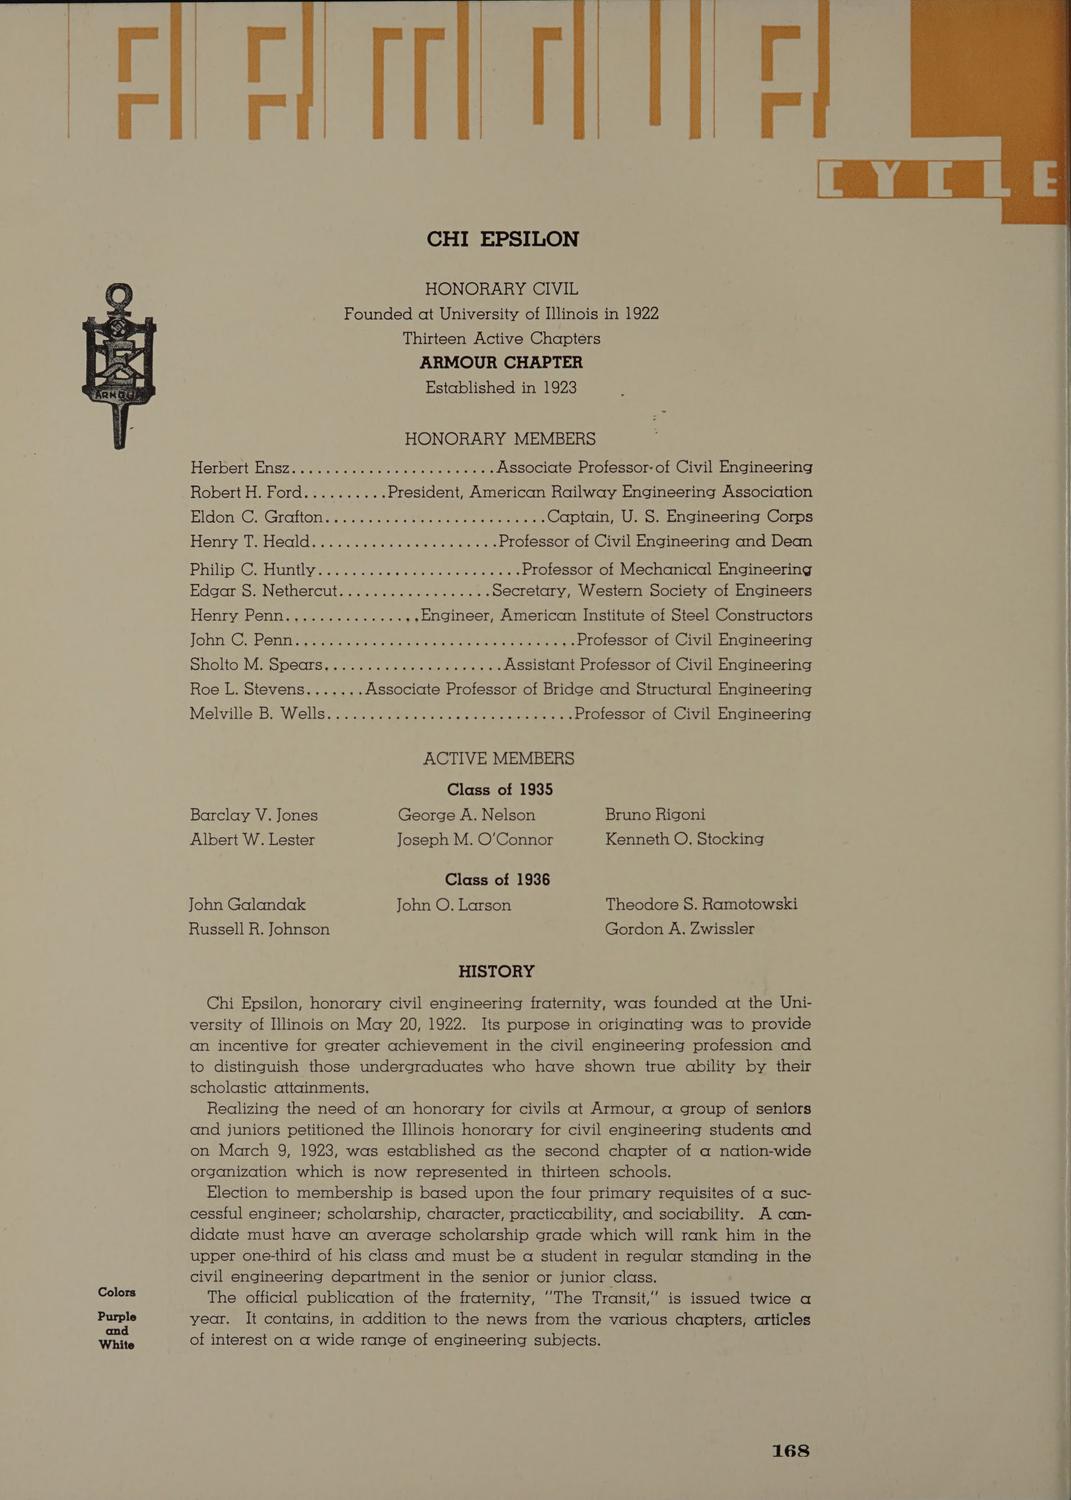 ARMOUR
CYCLE
CHI EPSILON
HONORARY CIVIL
Founded at University of Illinois in 1922
Thirteen Active Chapters
ARMOUR CHAPTER
Established in 1923
ARMOUR
HONORARY MEMBERS
Herbert Ensz........................Associate Professor of Civil Engineering
Robert H. Ford..........President, American Railway Engineering Association
Eldon C. Grafton..........................Captain, U. S. Engineering Corps
Henry T. Heald......................Professor of Civil Engineering and Dean
Philip C. Huntly........................Professor of Mechanical Engineering
Edgar S. Nethercut..................Secretary, Western Society of Engineers
Henry Penn................Engineer, American Institute of Steel Constructors
John C. Penn.................................Professor of Civil Engineering
Sholto M. Spears.....................Assistant Professor of Civil Engineering
Roe L. Stevens.......Associate Professor of Bridge and Structural Engineering
Melville B. Wells.............................Professor of Civil Engineering
ACTIVE MEMBERS
Class of 1935
Barclay V. Jones George A. Nelson Bruno Rigoni
Albert W. Lester Joseph M. O'Connor Kenneth O. Stocking
Class of 1936
John Galandak John O. Larson Theodore S. Ramotowski
Russell R. Johnson Gordon A. Zwissler
HISTORY
Chi Epsilon, honorary civil engineering fraternity, was founded at the Uni-
versity of Illinois on May 20, 1922. Its purpose in originating was to provide
an incentive for greater achievement in the civil engineering profession and
to distinguish those undergraduates who have shown true ability by their
scholastic attainments.
Realizing the need of an honorary for civils at Armour, a group of seniors
and juniors petitioned the Illinois honorary for civil engineering students and
on March 9, 1923, was established as the second chapter of a nation-wide
organization which is now represented in thirteen schools.
Election to membership is based upon the four primary requisites of a suc-
cessful engineer; scholarship, character, practicability, and sociability. A can-
didate must have an average scholarship grade which will rank him in the
upper one-third of his class and must be a student in regular standing in the
civil engineering department in the senior or junior class.
The official publication of the fraternity, "The Transit," is issued twice a
year. It contains, in addition to the news from the various chapters, articles
of interest on a wide range of engineering subjects.
Colors
Purple
and
White
168